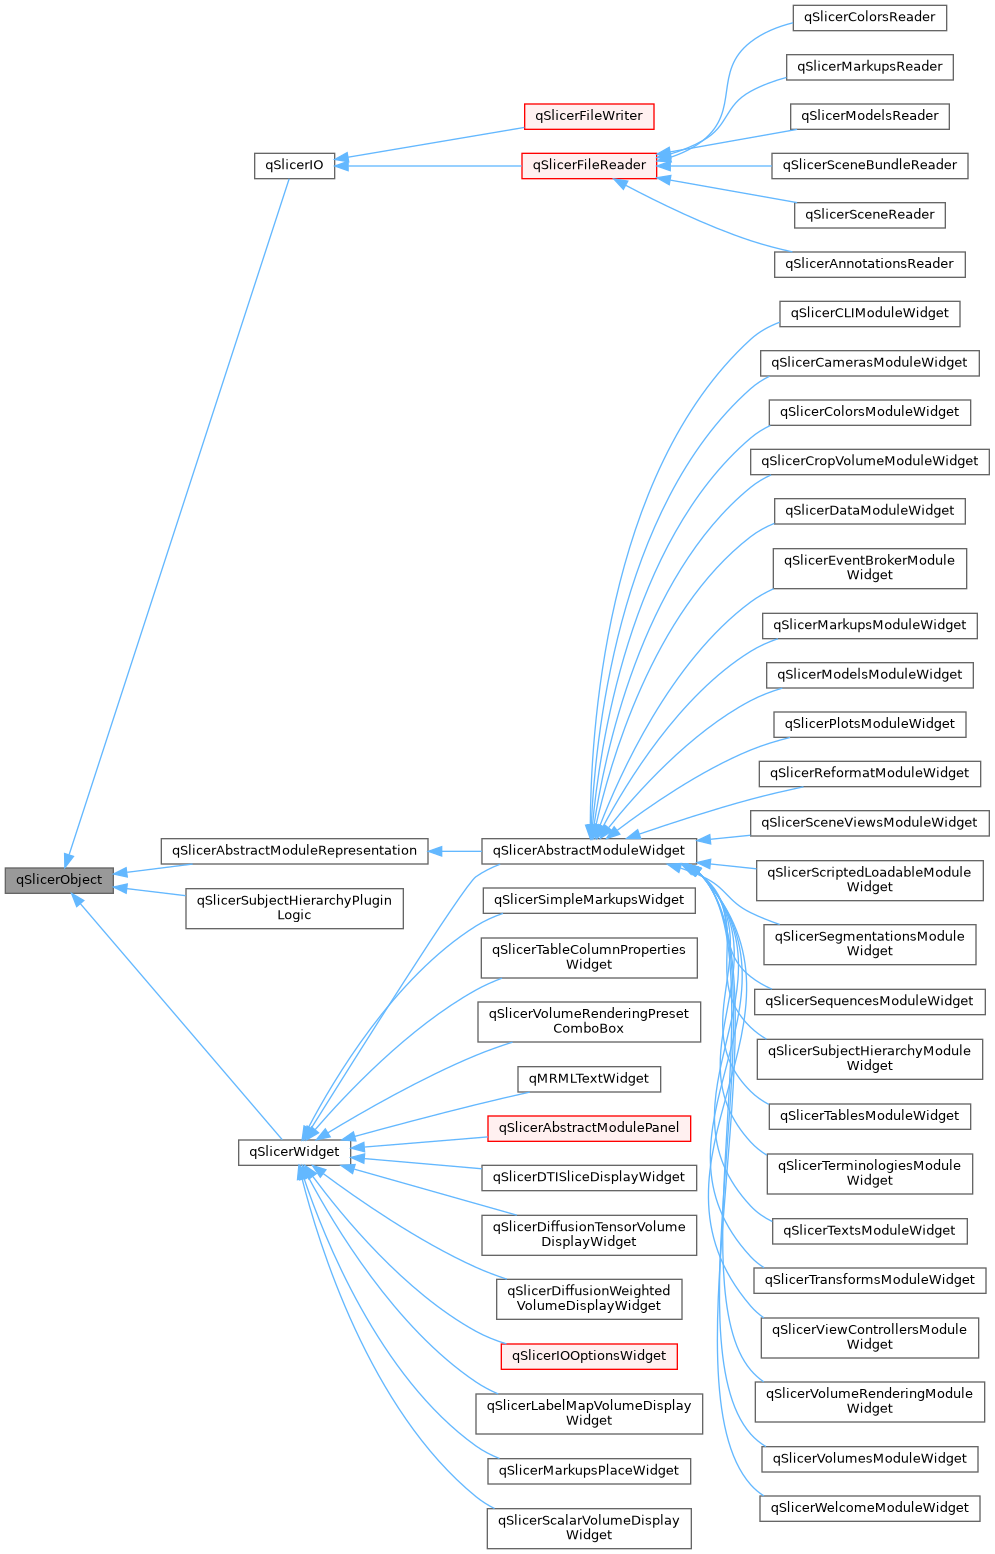 qSlicerObject
qSlicerIO
qSlicerAbstractModuleRepresentation
qSlicerSubjectHierarchyPlugin
Logic
qSlicerWidget
qSlicerFileWriter
qSlicerFileReader
qSlicerAbstractModuleWidget
qSlicerSimpleMarkupsWidget
qSlicerTableColumnProperties
Widget
qSlicerVolumeRenderingPreset
ComboBox
qMRMLTextWidget
qSlicerAbstractModulePanel
qSlicerDTISliceDisplayWidget
qSlicerDiffusionTensorVolume
DisplayWidget
qSlicerDiffusionWeighted
VolumeDisplayWidget
qSlicerIOOptionsWidget
qSlicerLabelMapVolumeDisplay
Widget
qSlicerMarkupsPlaceWidget
qSlicerScalarVolumeDisplay
Widget
qSlicerColorsReader
qSlicerMarkupsReader
qSlicerModelsReader
qSlicerSceneBundleReader
qSlicerSceneReader
qSlicerAnnotationsReader
qSlicerCLIModuleWidget
qSlicerCamerasModuleWidget
qSlicerColorsModuleWidget
qSlicerCropVolumeModuleWidget
qSlicerDataModuleWidget
qSlicerEventBrokerModule
Widget
qSlicerMarkupsModuleWidget
qSlicerModelsModuleWidget
qSlicerPlotsModuleWidget
qSlicerReformatModuleWidget
qSlicerSceneViewsModuleWidget
qSlicerScriptedLoadableModule
Widget
qSlicerSegmentationsModule
Widget
qSlicerSequencesModuleWidget
qSlicerSubjectHierarchyModule
Widget
qSlicerTablesModuleWidget
qSlicerTerminologiesModule
Widget
qSlicerTextsModuleWidget
qSlicerTransformsModuleWidget
qSlicerViewControllersModule
Widget
qSlicerVolumeRenderingModule
Widget
qSlicerVolumesModuleWidget
qSlicerWelcomeModuleWidget